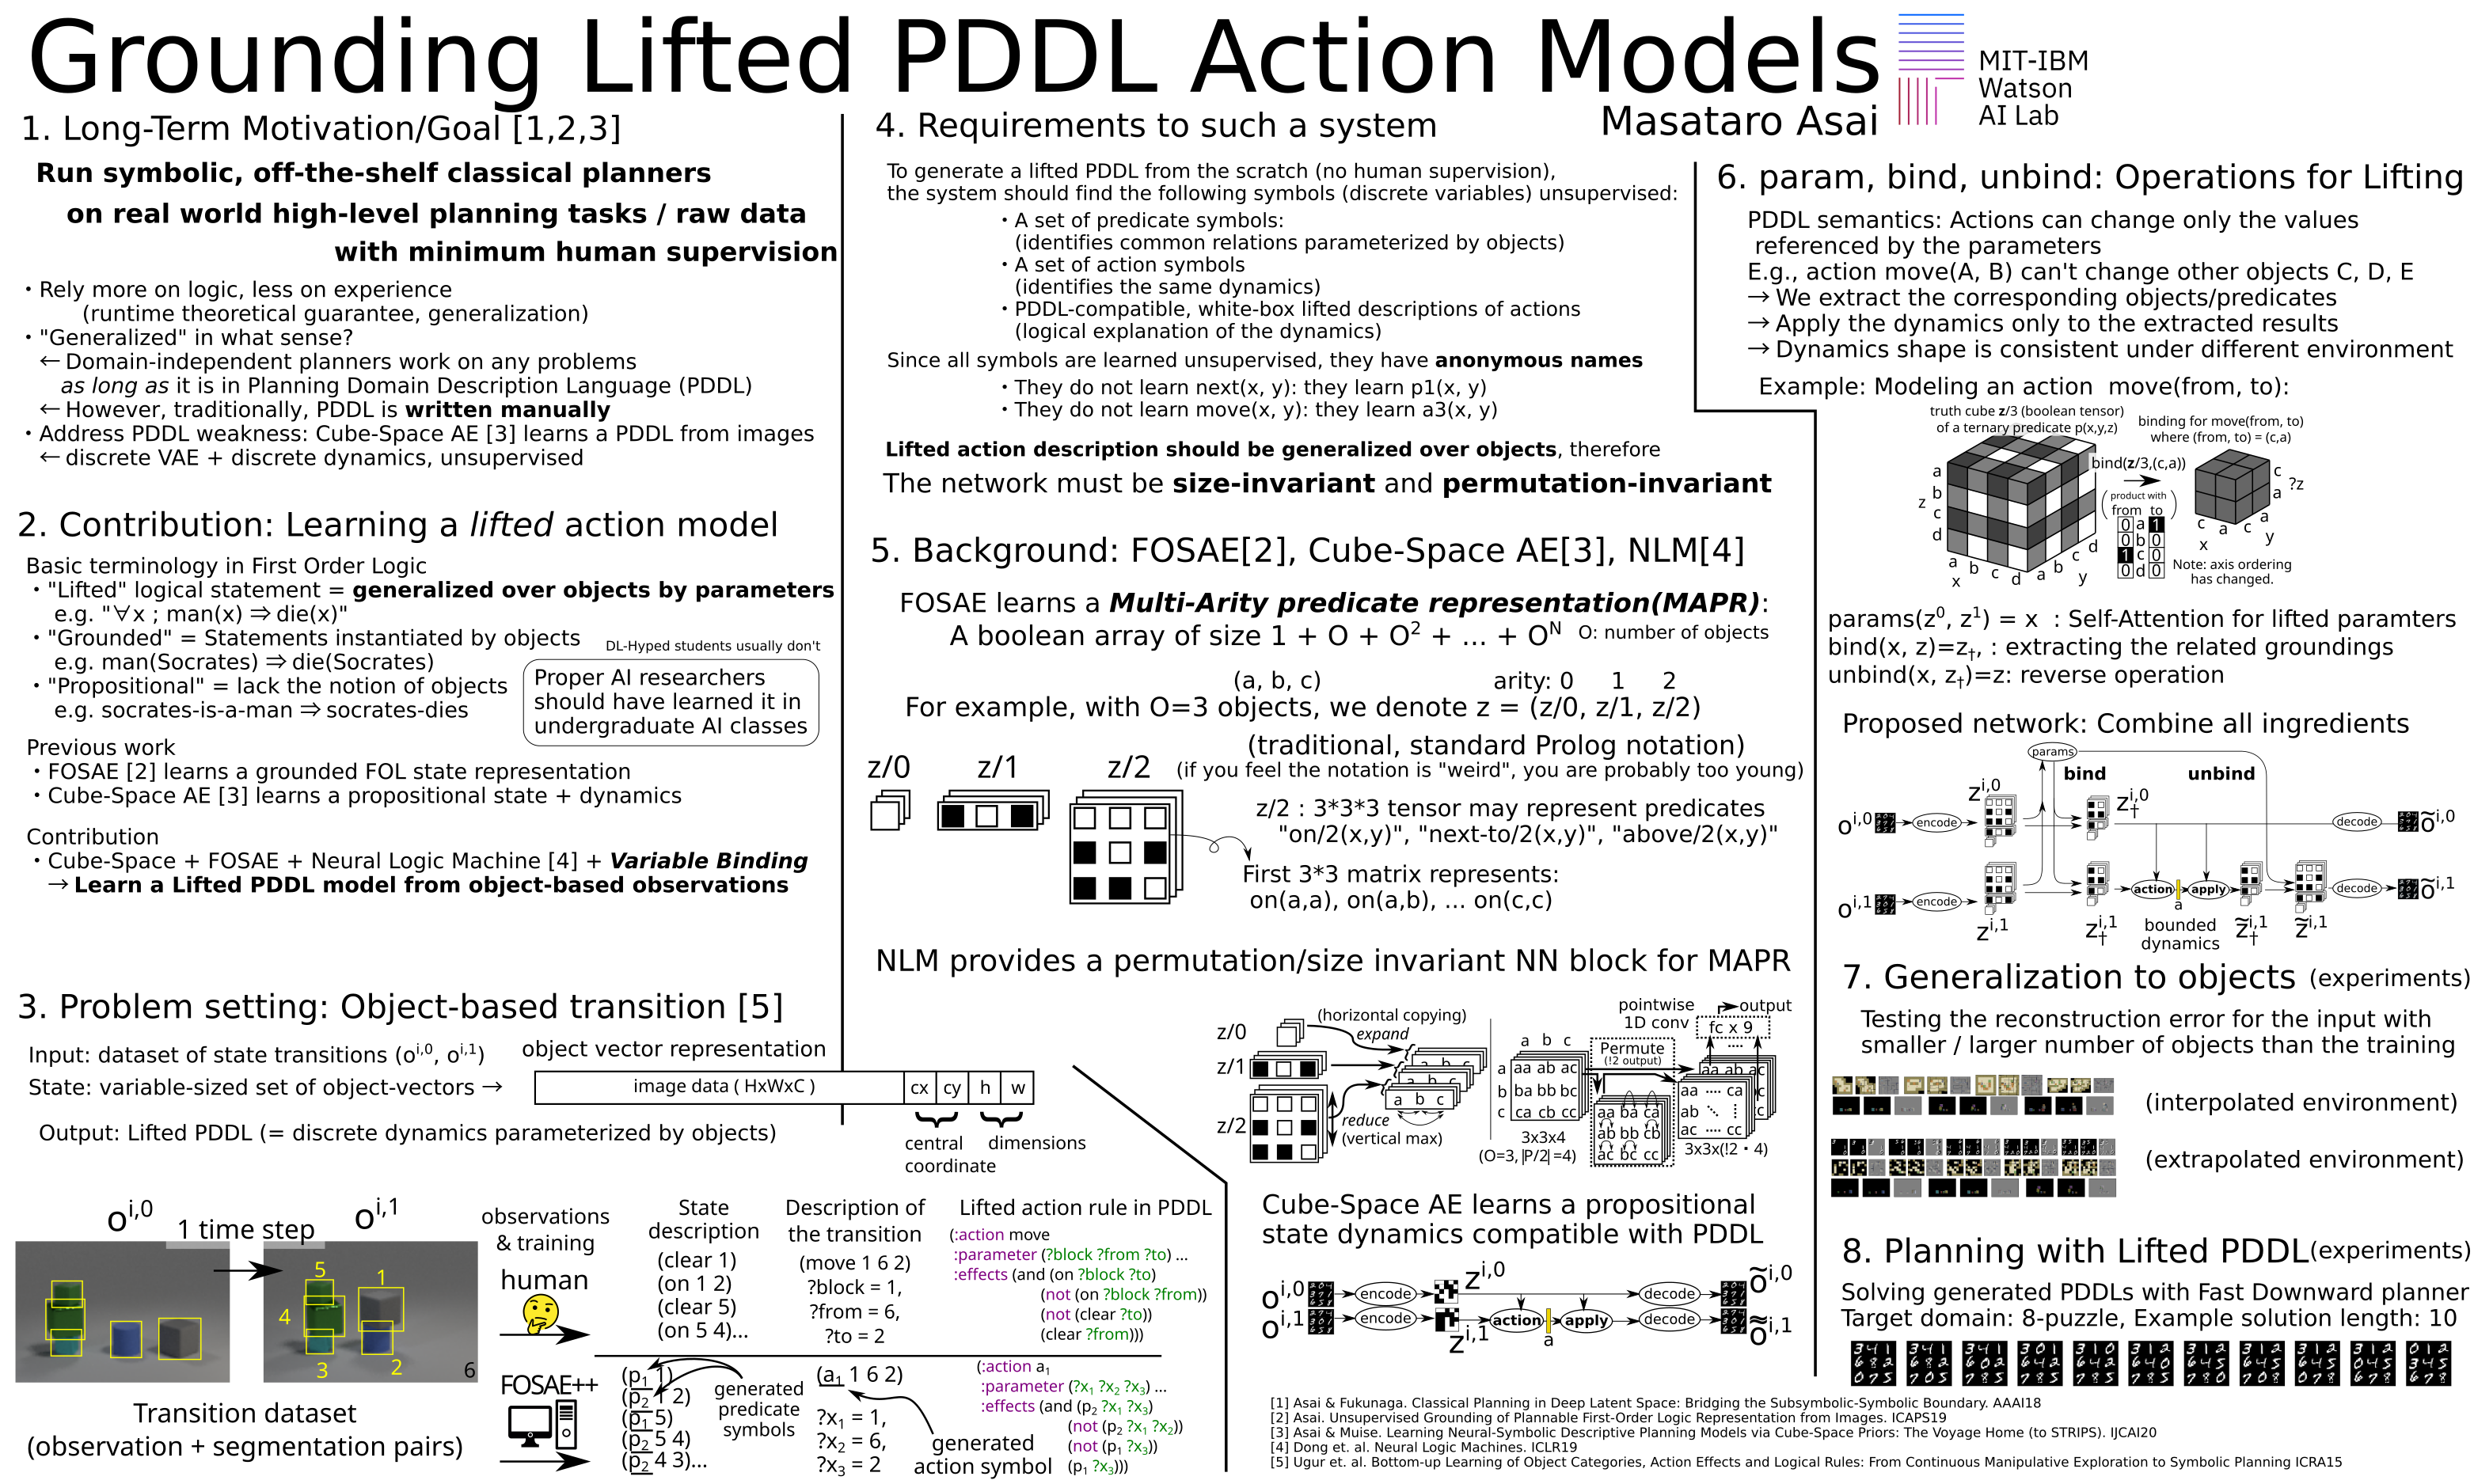 Grounding Lifted PDDL Action Models
MIT-IBM
Watson
AI Lab
Masataro Asai
1. Long-Term Motivation/Goal [1,2,3]
Run symbolic, off-the-shelf classical planners
on real world high-level planning tasks / raw data
with minimum human supervision
・Rely more on logic, less on experience
(runtime theoretical guarantee, generalization)
・"Generalized" in what sense?
← Domain-independent planners work on any problems
as long as it is in Planning Domain Description Language (PDDL)
← However, traditionally, PDDL is written manually
・Address PDDL weakness: Cube-Space AE [3] learns a PDDL from images
← discrete VAE + discrete dynamics, unsupervised
2. Contribution: Learning a lifted action model
Basic terminology in First Order Logic
・"Lifted" logical statement = generalized over objects by parameters
e.g. "∀x ; man(x) ⇒ die(x)"
・"Grounded" = Statements instantiated by objects
e.g. man(Socrates) ⇒ die(Socrates)
・"Propositional" = lack the notion of objects
e.g. socrates-is-a-man ⇒ socrates-dies
DL-Hyped students usually don't
Proper AI researchers
should have learned it in
undergraduate AI classes
Previous work
・FOSAE [2] learns a grounded FOL state representation
・Cube-Space AE [3] learns a propositional state + dynamics
Contribution
・Cube-Space + FOSAE + Neural Logic Machine [4] + Variable Binding
→ Learn a Lifted PDDL model from object-based observations
3. Problem setting: Object-based transition [5]
Input: dataset of state transitions (o^i,0, o^i,1)
State: variable-sized set of object-vectors →
object vector representation
image data ( HxWxC ) cx cy h w
central
coordinate
dimensions
Output: Lifted PDDL (= discrete dynamics parameterized by objects)
o^i,0
1 time step
o^i,1
5
1
4
3
2
6
Transition dataset
(observation + segmentation pairs)
observations
& training
human
FOSAE++
State
description
(clear 1)
(on 1 2)
(clear 5)
(on 5 4)...
Description of
the transition
(move 1 6 2)
?block = 1,
?from = 6,
?to = 2
Lifted action rule in PDDL
(:action move
:parameter (?block ?from ?to) ...
:effects (and (on ?block ?to)
(not (on ?block ?from))
(not (clear ?to))
(clear ?from)))
(p1 1)
(p2 1 2)
(p1 5)
(p2 5 4)
(p2 4 3)...
generated
predicate
symbols
(a1 1 6 2)
?x1 = 1,
?x2 = 6,
?x3 = 2
generated
action symbol
(:action a1
:parameter (?x1 ?x2 ?x3) ...
:effects (and (p2 ?x1 ?x3)
(not (p2 ?x1 ?x2))
(not (p1 ?x3))
(p1 ?x3)))
4. Requirements to such a system
To generate a lifted PDDL from the scratch (no human supervision),
the system should find the following symbols (discrete variables) unsupervised:
・A set of predicate symbols:
(identifies common relations parameterized by objects)
・A set of action symbols
(identifies the same dynamics)
・PDDL-compatible, white-box lifted descriptions of actions
(logical explanation of the dynamics)
Since all symbols are learned unsupervised, they have anonymous names
・They do not learn next(x, y): they learn p1(x, y)
・They do not learn move(x, y): they learn a3(x, y)
Lifted action description should be generalized over objects, therefore
The network must be size-invariant and permutation-invariant
5. Background: FOSAE[2], Cube-Space AE[3], NLM[4]
FOSAE learns a Multi-Arity predicate representation(MAPR):
A boolean array of size 1 + O + O² + ... + O^N O: number of objects
(a, b, c) arity: 0 1 2
For example, with O=3 objects, we denote z = (z/0, z/1, z/2)
(traditional, standard Prolog notation)
(if you feel the notation is "weird", you are probably too young)
z/0 z/1 z/2
z/2 : 3*3*3 tensor may represent predicates
"on/2(x,y)", "next-to/2(x,y)", "above/2(x,y)"
First 3*3 matrix represents:
on(a,a), on(a,b), ... on(c,c)
NLM provides a permutation/size invariant NN block for MAPR
z/0
z/1
z/2
(horizontal copying)
expand
a b c
a b c
a b c
reduce
(vertical max)
a b c
a aa ab ac
b ba bb bc
c ca cb cc
3x3x4
(O=3, |P/2| =4)
Permute
(!2 output)
aa ba ca
ab bb cb
ac bc cc
pointwise
1D conv
output
fc x 9
aa ab ac
aa ···· ca
ab
ac ···· cc
3x3x(!2・4)
Cube-Space AE learns a propositional
state dynamics compatible with PDDL
o^i,0 encode z^i,0 decode õ^i,0
o^i,1 encode z^i,1 action a apply decode õ^i,1
[1] Asai & Fukunaga. Classical Planning in Deep Latent Space: Bridging the Subsymbolic-Symbolic Boundary. AAAI18
[2] Asai. Unsupervised Grounding of Plannable First-Order Logic Representation from Images. ICAPS19
[3] Asai & Muise. Learning Neural-Symbolic Descriptive Planning Models via Cube-Space Priors: The Voyage Home (to STRIPS). IJCAI20
[4] Dong et. al. Neural Logic Machines. ICLR19
[5] Ugur et. al. Bottom-up Learning of Object Categories, Action Effects and Logical Rules: From Continuous Manipulative Exploration to Symbolic Planning ICRA15
6. param, bind, unbind: Operations for Lifting
PDDL semantics: Actions can change only the values
referenced by the parameters
E.g., action move(A, B) can't change other objects C, D, E
→ We extract the corresponding objects/predicates
→ Apply the dynamics only to the extracted results
→ Dynamics shape is consistent under different environment
Example: Modeling an action move(from, to):
truth cube z/3 (boolean tensor)
of a ternary predicate p(x,y,z)
binding for move(from, to)
where (from, to) = (c,a)
a
b
z c
d
a b c d
x
a b c d
y
bind(z/3,(c,a))
product with
from to
0 a 1
0 b 0
1 c 0
0 d 0
c
a
?z
c a
x
c a
y
Note: axis ordering
has changed.
params(z⁰, z¹) = x : Self-Attention for lifted paramters
bind(x, z)=z†, : extracting the related groundings
unbind(x, z†)=z: reverse operation
Proposed network: Combine all ingredients
params
bind unbind
o^i,0 encode z^i,0 z†^i,0 decode õ^i,0
o^i,1 encode z^i,1 z†^i,1 action a apply z̃†^i,1 z̃^i,1 decode õ^i,1
bounded
dynamics
7. Generalization to objects (experiments)
Testing the reconstruction error for the input with
smaller / larger number of objects than the training
(interpolated environment)
(extrapolated environment)
8. Planning with Lifted PDDL (experiments)
Solving generated PDDLs with Fast Downward planner
Target domain: 8-puzzle, Example solution length: 10